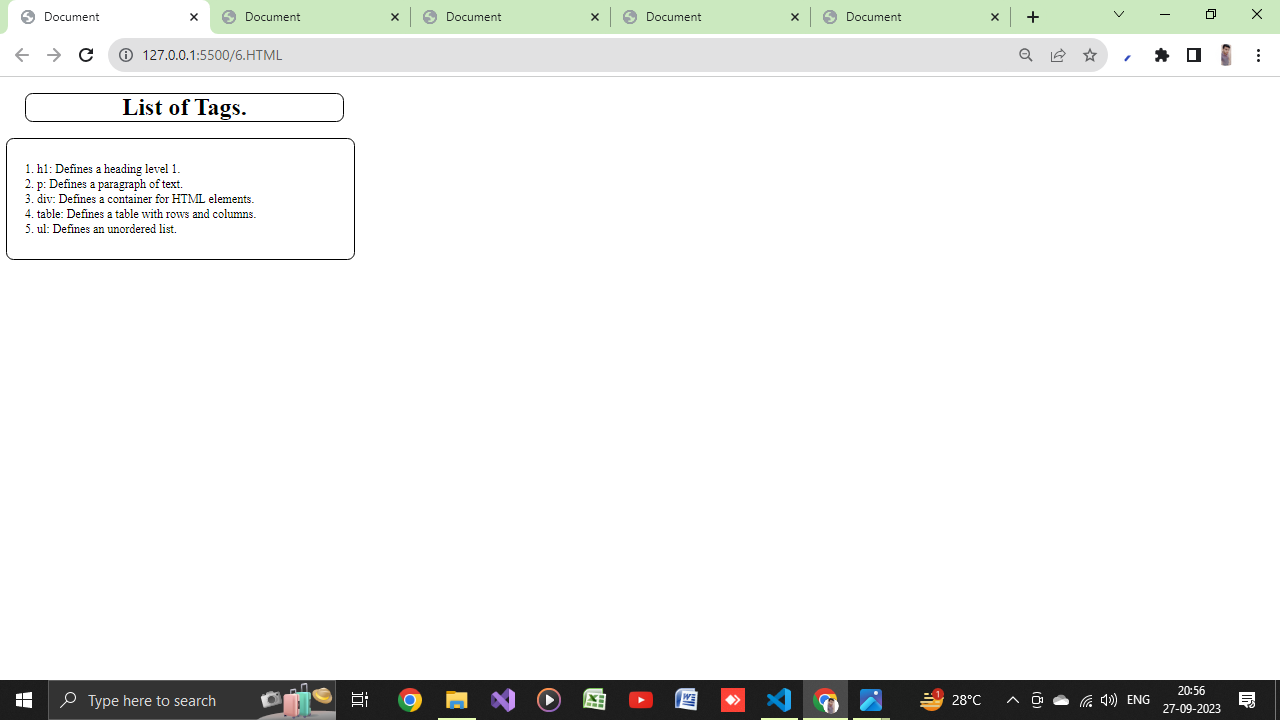 Document
Document
Document
Document
Document
127.0.0.1:5500/6.HTML
List of Tags.
1. h1: Defines a heading level 1.
2. p: Defines a paragraph of text.
3. div: Defines a container for HTML elements.
4. table: Defines a table with rows and columns.
5. ul: Defines an unordered list.
Type here to search
1
28°C
ENG
20:56
27-09-2023
2